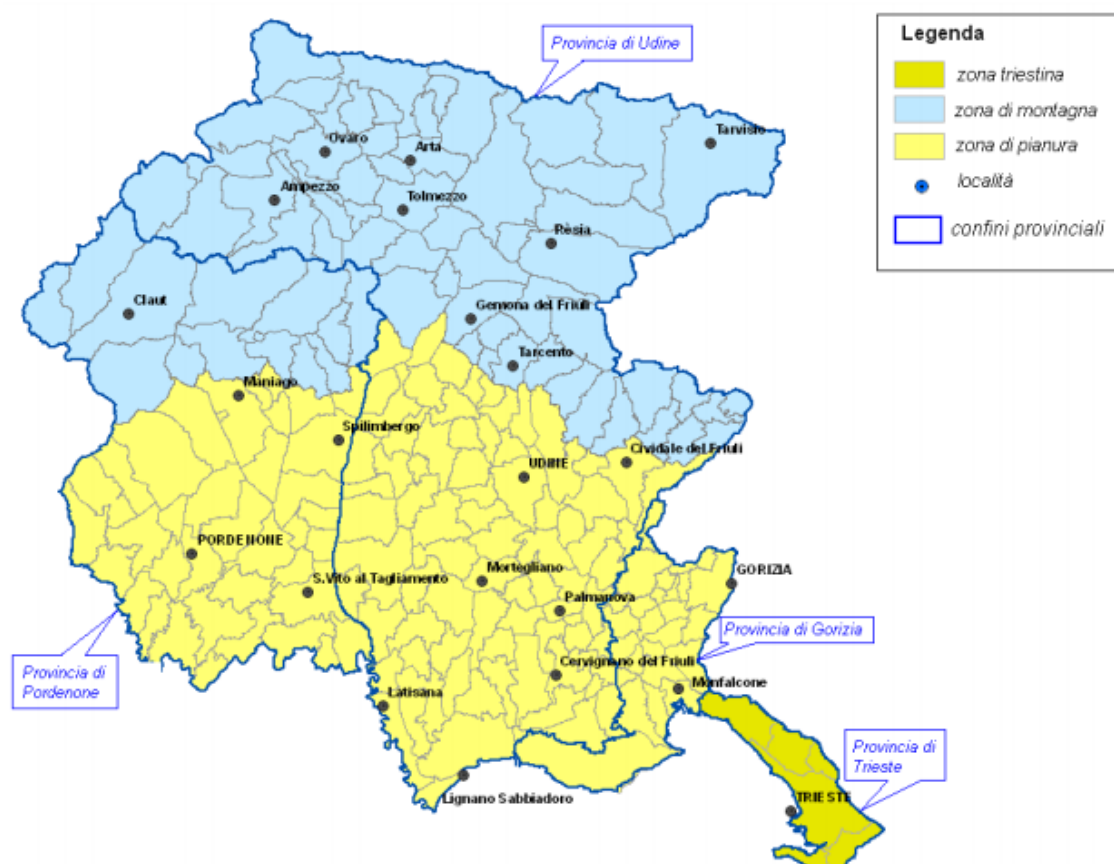 Provincia di Udine
Legenda
zona triestina
zona di montagna
zona di pianura
località
confini provinciali
Tarvisio
Ovaro
Arta
Ampezzo
Tolmezzo
Rèsia
Claut
Gemona del Friuli
Tarcento
Maniago
Spilimbergo
Cividale del Friuli
UDINE
PORDENONE
S.Vito al Tagliamento
Mortegliano
GORIZIA
Palmanova
Provincia di Gorizia
Provincia di
Pordenone
Cervignano del Friuli
Monfalcone
Latisana
Provincia di
Trieste
Lignano Sabbiadoro
TRIESTE